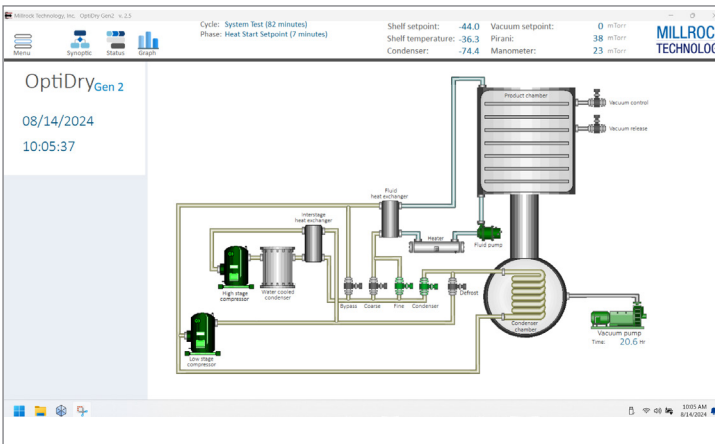 Millrock Technology, Inc. OptiDry Gen2 v. 2.5
Menu
Synoptic
Status
Graph
Cycle: System Test (82 minutes)
Phase: Heat Start Setpoint (7 minutes)
Shelf setpoint: -44.0
Shelf temperature: -36.3
Condenser: -74.4
Vacuum setpoint: 0 mTorr
Pirani: 38 mTorr
Manometer: 23 mTorr
MILLROC
TECHNOLOG
OptiDry Gen 2
08/14/2024
10:05:37
Product chamber
Vacuum control
Vacuum release
Fluid
heat exchanger
Interstage
heat exchanger
Heater
Fluid pump
High stage
compressor
Water cooled
condenser
Bypass
Coarse
Fine
Condenser
Defrost
Low stage
compressor
Condenser
chamber
Vacuum pump
Time: 20.6 Hr
10:05 AM
8/14/2024